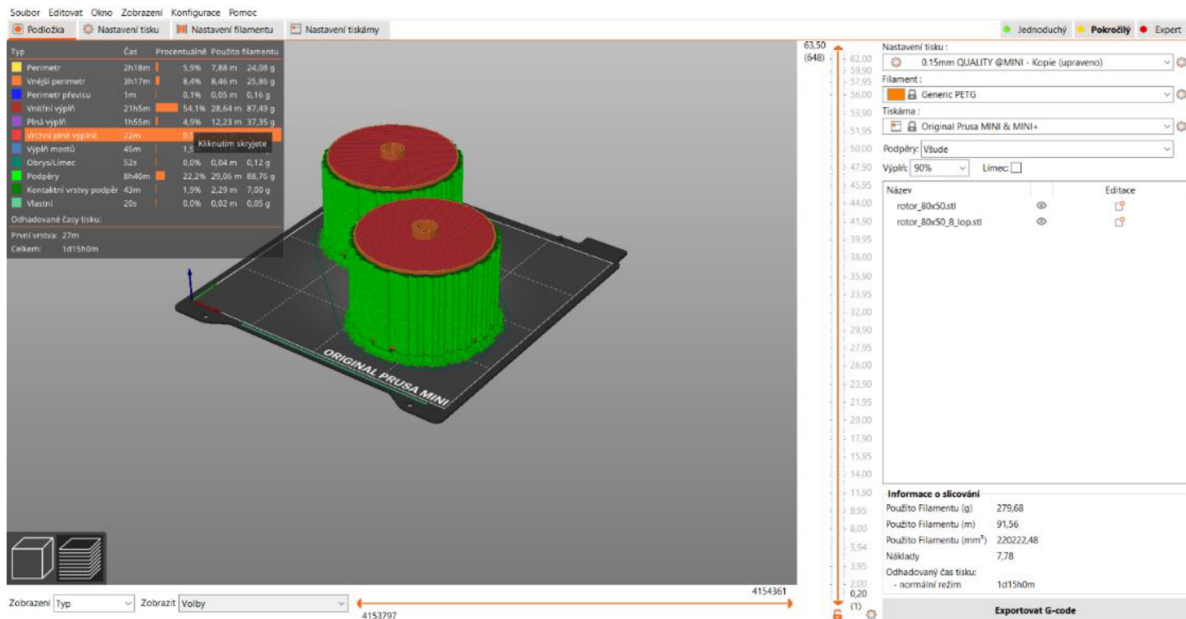 Soubor Editovat Okno Zobrazení Konfigurace Pomoc
Podložka Nastavení tisku Nastavení filamentu Nastavení tiskárny
Jednoduchý Pokročilý Expert
Typ Čas Procentuálně Použito filamentu
Perimetr 2h18m 5,9% 7,88 m 24,08 g
Vnější perimetr 3h17m 8,4% 8,46 m 25,86 g
Perimetr převisu 1m 0,1% 0,05 m 0,16 g
Vnitřní výplň 21h5m 54,1% 28,64 m 87,49 g
Plná výplň 1h55m 4,9% 12,23 m 37,35 g
Vrchní plné výplně 22m
Výplň mostů 45m
Kliknutím skryjete
Obrys/Límec 52s 0,0% 0,04 m 0,12 g
Podpěry 8h40m 22,2% 29,06 m 88,76 g
Kontaktní vrstvy podpěr 43m 1,9% 2,29 m 7,00 g
Vlastní 20s 0,0% 0,02 m 0,05 g
Odhadované časy tisku:
První vrstva: 27m
Celkem: 1d15h0m
ORIGINAL PRUSA MINI
63,50
(648)
62,00
59,90
57,95
56,00
53,90
51,95
50,00
47,90
45,95
44,00
41,90
39,95
38,00
35,90
33,95
32,00
29,90
27,95
26,00
23,90
21,95
20,00
17,90
15,95
14,00
11,90
9,95
8,00
5,94
3,95
2,00
0,20
(1)
Nastavení tisku :
0.15mm QUALITY @MINI - Kopie (upraveno)
Filament :
Generic PETG
Tiskárna :
Original Prusa MINI & MINI+
Podpěry: Všude
Výplň: 90% Límec:
Název Editace
rotor_80x50.stl
rotor_80x50_8_lop.stl
Informace o slicování
Použito Filamentu (g) 279,68
Použito Filamentu (m) 91,56
Použito Filamentu (mm³) 220222,48
Náklady 7,78
Odhadovaný čas tisku:
- normální režim 1d15h0m
Exportovat G-code
Zobrazení Typ Zobrazit Volby
4154361
4153797